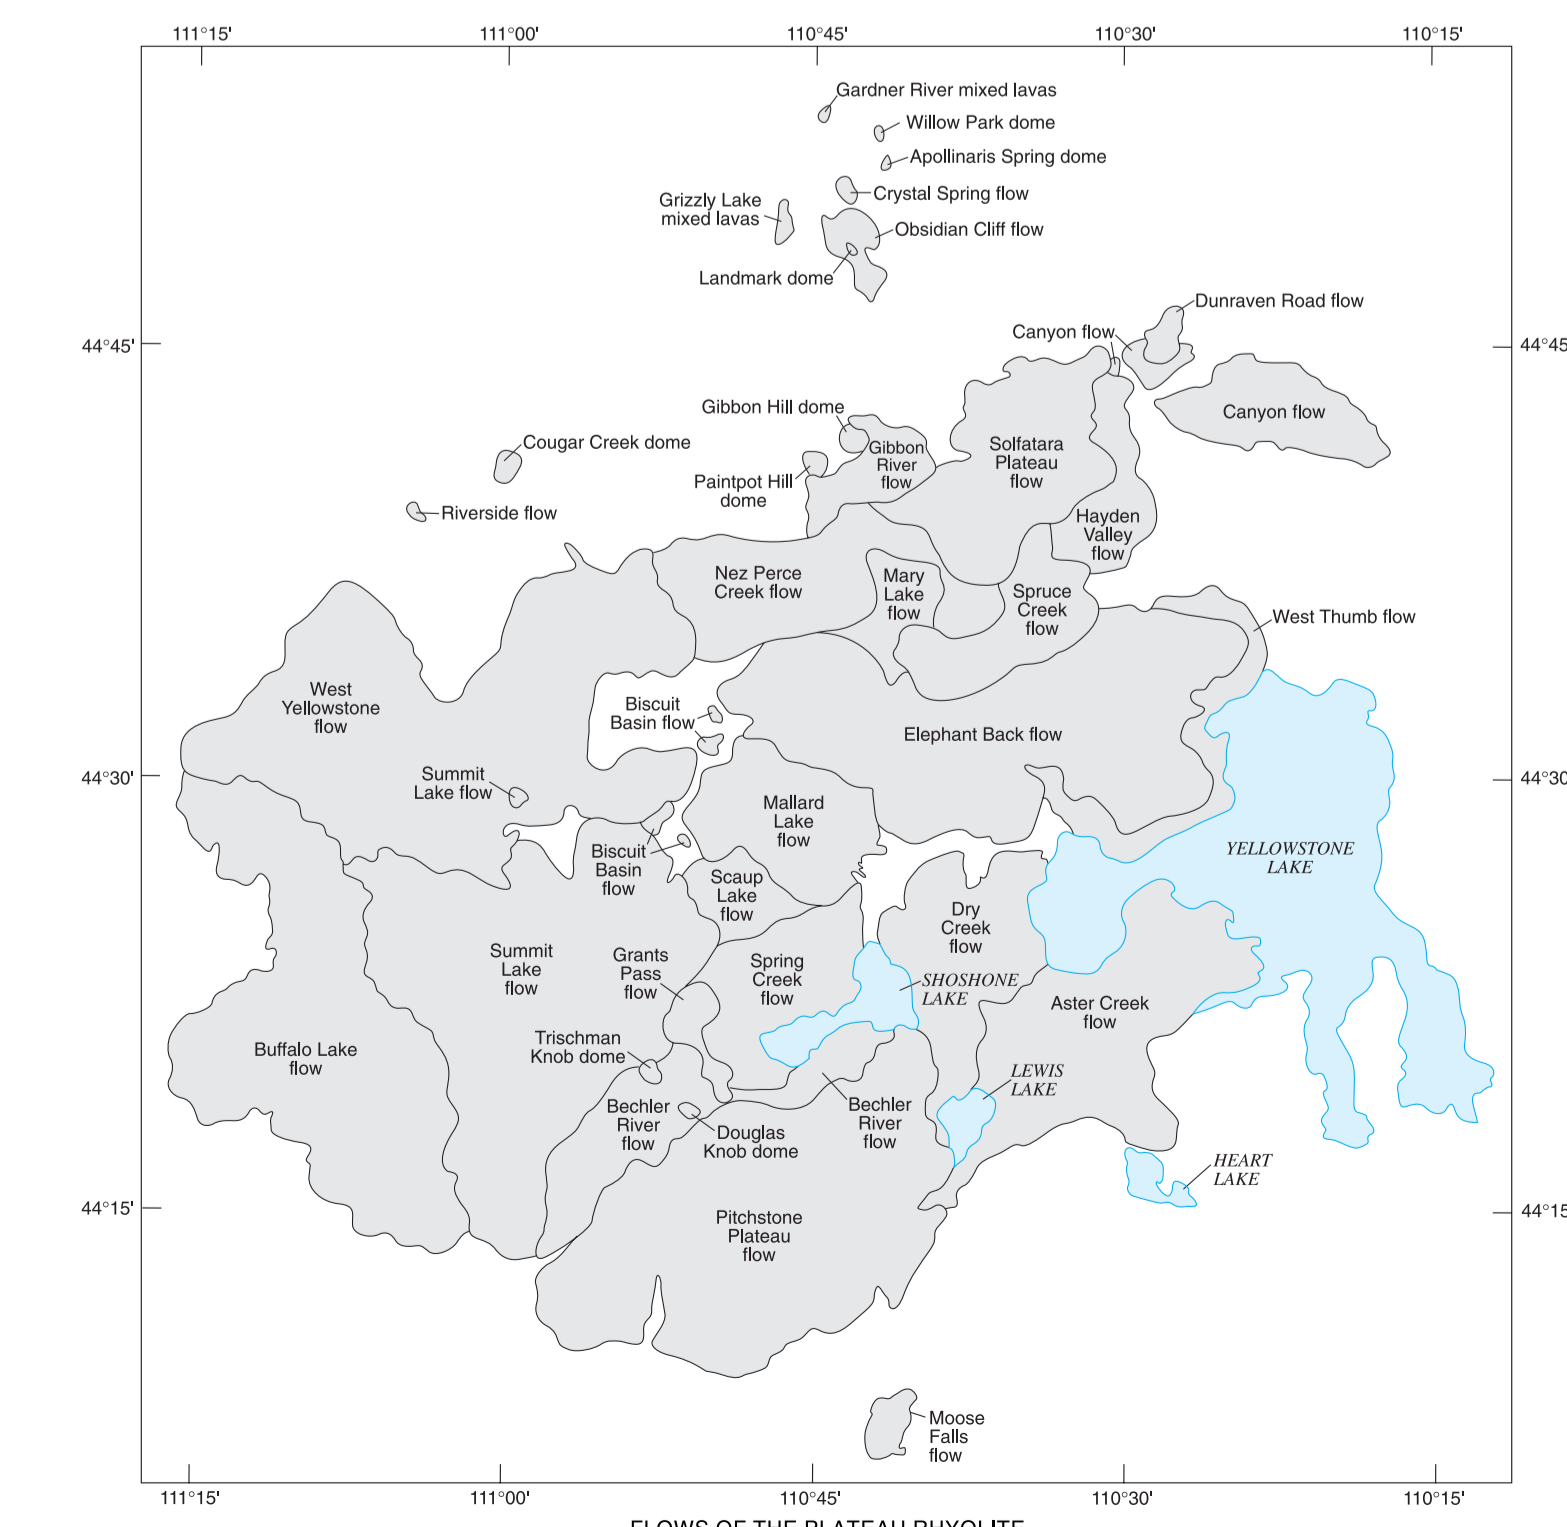 111°15'
111°00'
110°45'
110°30'
110°15'
Gardner River mixed lavas
Willow Park dome
Apollinaris Spring dome
Crystal Spring flow
Grizzly Lake
mixed lavas
Obsidian Cliff flow
Landmark dome
Dunraven Road flow
Canyon flow
44°45'
44°45
Canyon flow
Gibbon Hill dome
Cougar Creek dome
Gibbon
River
flow
Solfatara
Plateau
flow
Paintpot Hill
dome
Riverside flow
Hayden
Valley
flow
Nez Perce
Creek flow
Mary
Lake
flow
Spruce
Creek
flow
West Thumb flow
West
Yellowstone
flow
Biscuit
Basin flow
Elephant Back flow
44°30'
44°30
Summit
Lake flow
Mallard
Lake
flow
YELLOWSTONE
LAKE
Biscuit
Basin
flow
Scaup
Lake
flow
Dry
Creek
flow
Summit
Lake
flow
Grants
Pass
flow
Spring
Creek
flow
SHOSHONE
LAKE
Aster Creek
flow
Buffalo Lake
flow
Trischman
Knob dome
LEWIS
LAKE
Bechler
River
flow
Douglas
Knob dome
Bechler
River
flow
HEART
LAKE
44°15'
44°15
Pitchstone
Plateau
flow
Moose
Falls
flow
111°15'
111°00'
110°45'
110°30'
110°15'
FLOWS OF THE PLATEAU RHYOLITE